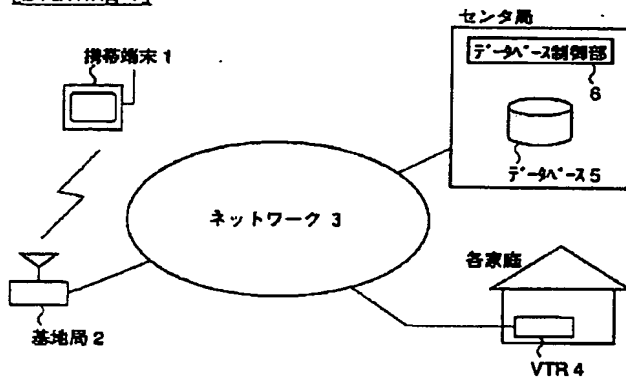 センタ局
携帯端末 1
データベース制御部
6
データベース 5
ネットワーク 3
各家庭
基地局 2
VTR 4